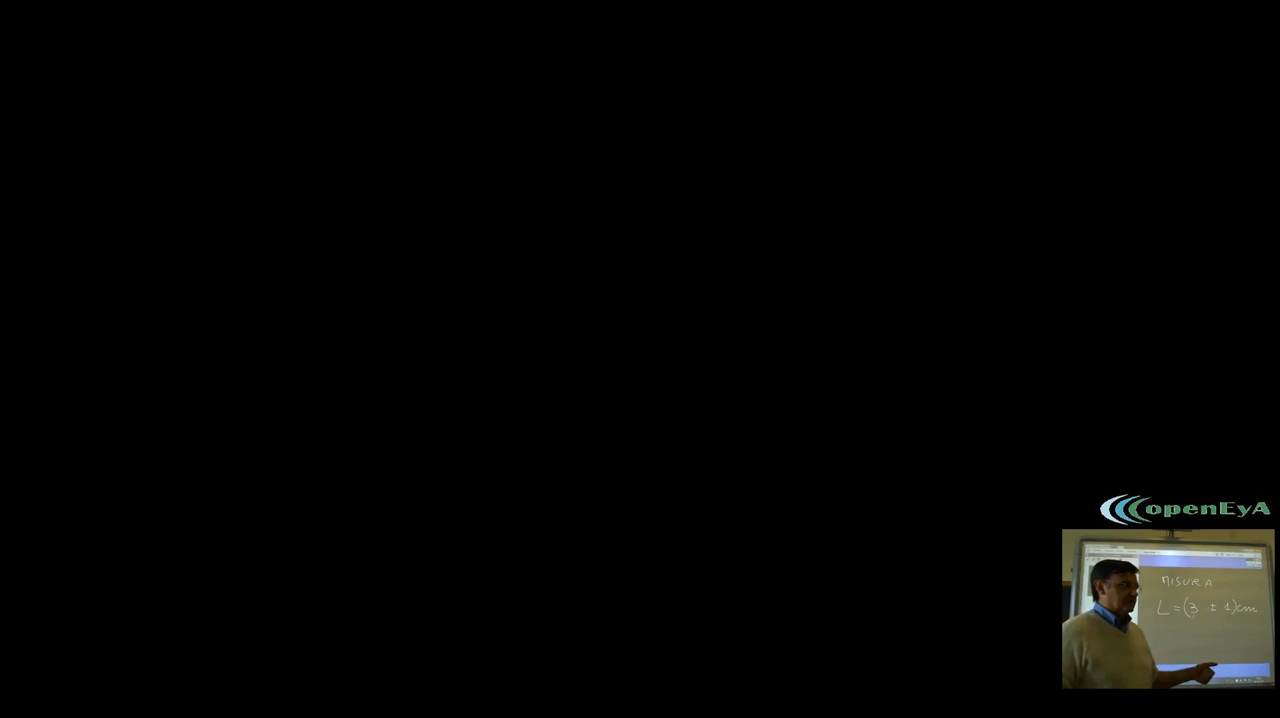 openEyA
MISURA
L = (3 ± 1) cm